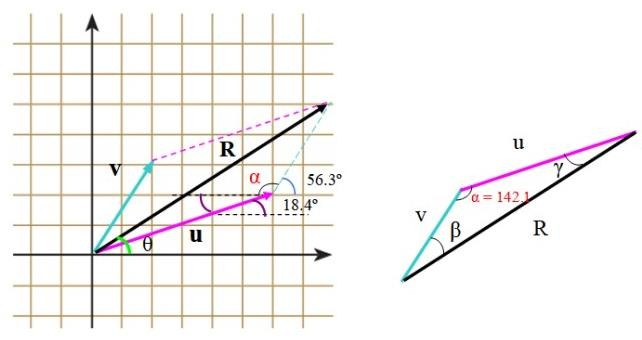 v
R
α
56.3°
18.4°
u
θ
u
γ
α = 142.1
v
β
R